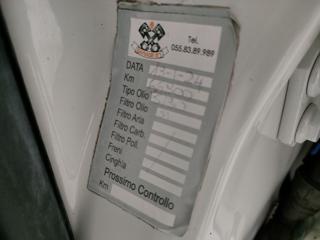 Tel.
055.83.89.989
DATA
Km
Tipo Olio
Filtro Olio
Filtro Aria
Filtro Carb.
Filtro Poll.
Freni
Cinghia
Prossimo Controllo
Km